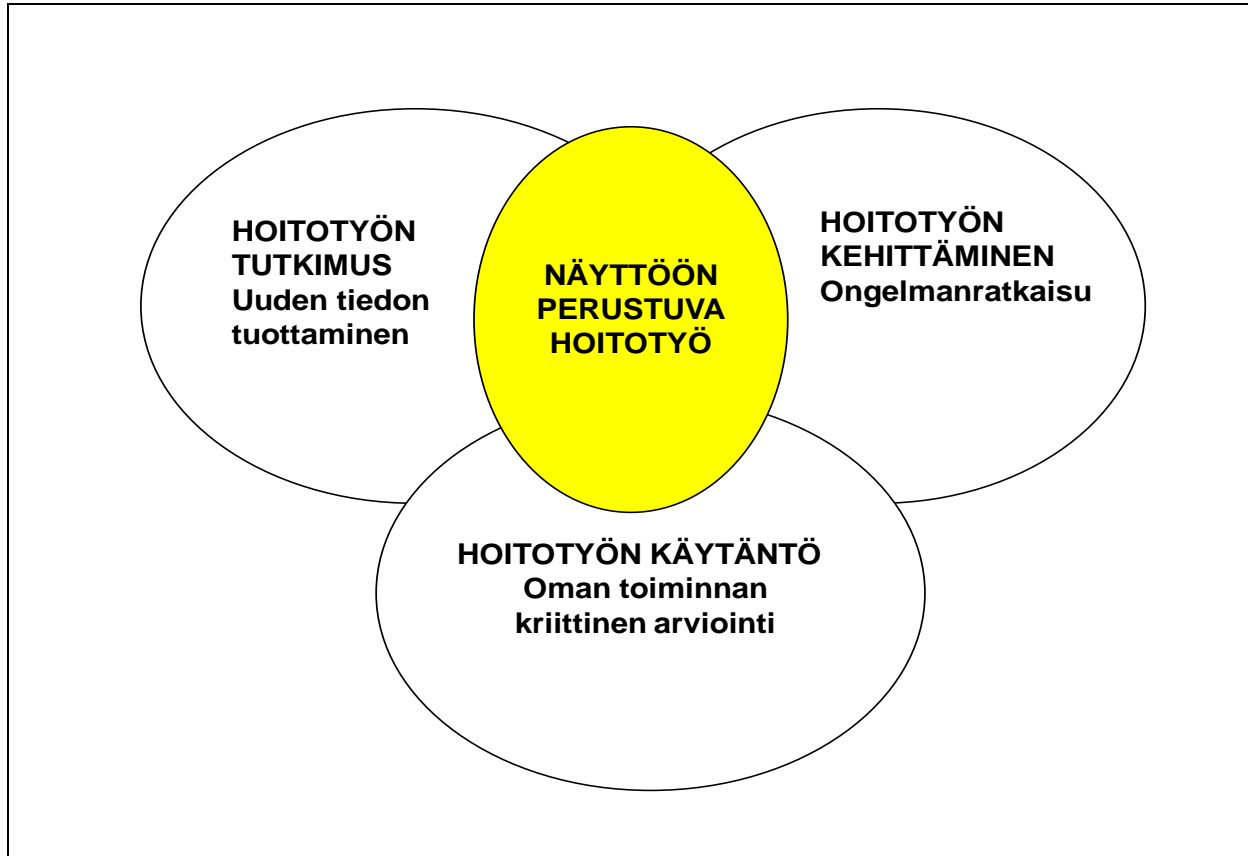 HOITOTYÖN
TUTKIMUS
Uuden tiedon
tuottaminen
NÄYTTÖÖN
PERUSTUVA
HOITOTYÖ
HOITOTYÖN
KEHITTÄMINEN
Ongelmanratkaisu
HOITOTYÖN KÄYTÄNTÖ
Oman toiminnan
kriittinen arviointi